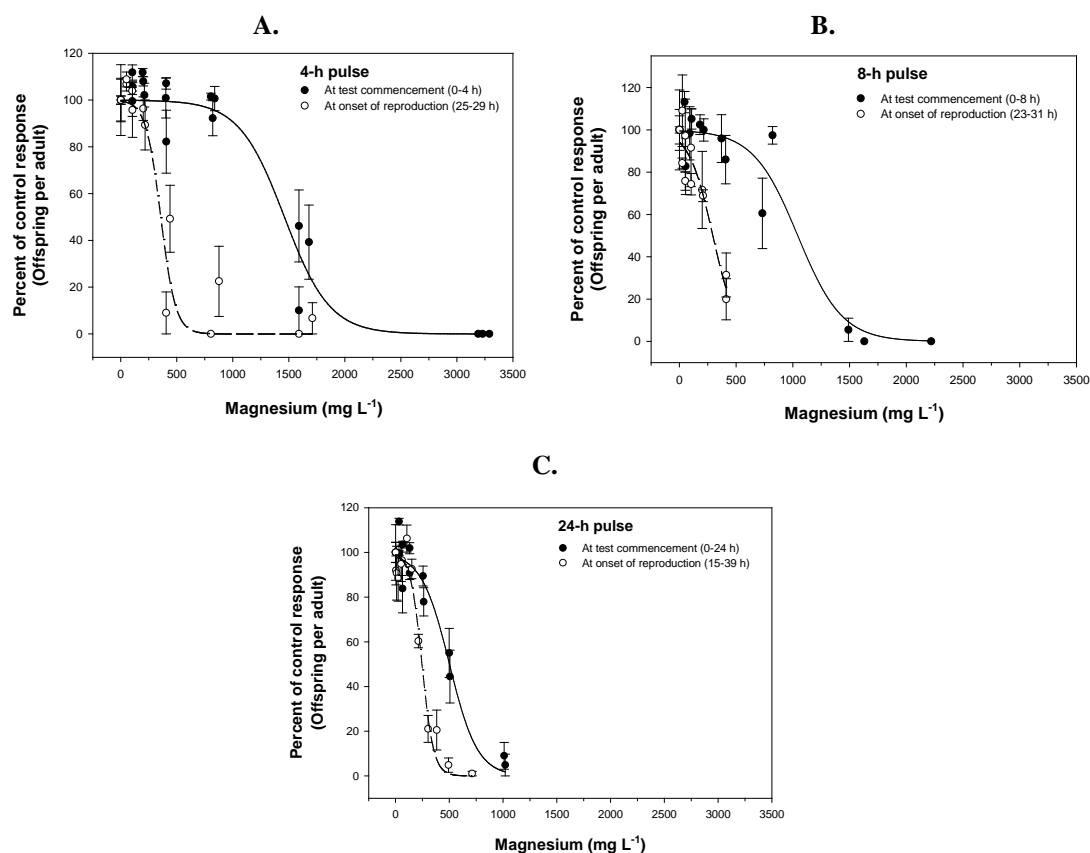 A.
120
100
80
60
40
20
0
Percent of control response
(Offspring per adult)
4-h pulse
At test commencement (0-4 h)
At onset of reproduction (25-29 h)
0 500 1000 1500 2000 2500 3000 3500
Magnesium (mg L-1)
B.
120
100
80
60
40
20
0
Percent of control response
(Offspring per adult)
8-h pulse
At test commencement (0-8 h)
At onset of reproduction (23-31 h)
0 500 1000 1500 2000 2500 3000 3500
Magnesium (mg L-1)
C.
120
100
80
60
40
20
0
Percent of control response
(Offspring per adult)
24-h pulse
At test commencement (0-24 h)
At onset of reproduction (15-39 h)
0 500 1000 1500 2000 2500 3000 3500
Magnesium (mg L-1)